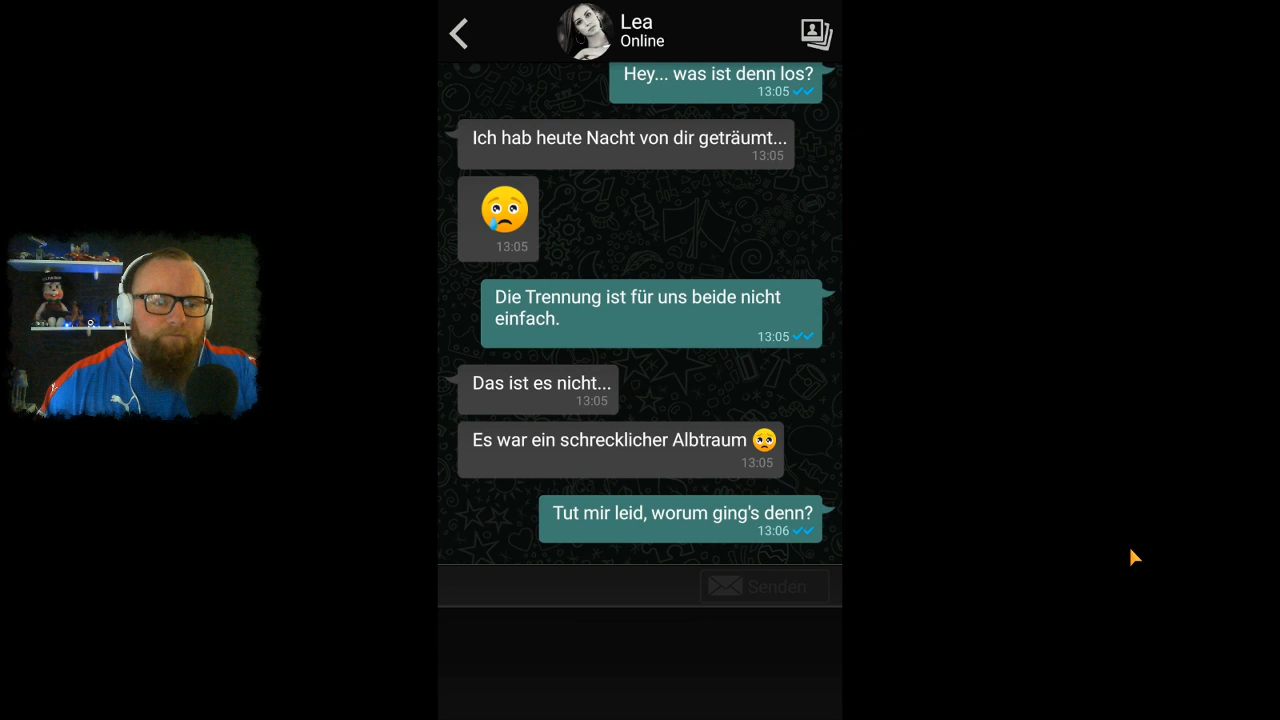 Lea
Online
Hey... was ist denn los?
13:05
Ich hab heute Nacht von dir geträumt...
13:05
13:05
Die Trennung ist für uns beide nicht
einfach.
13:05
Das ist es nicht...
13:05
Es war ein schrecklicher Albtraum 🥺
13:05
Tut mir leid, worum ging's denn?
13:06
Senden